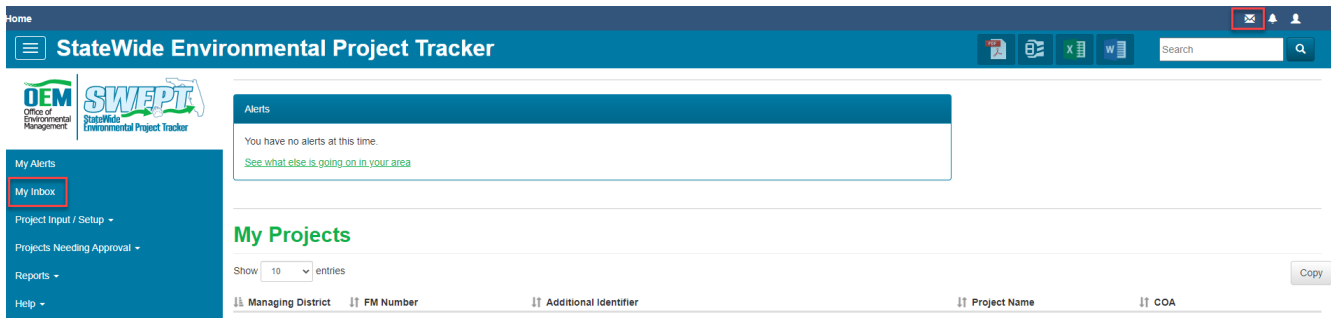 Home
StateWide Environmental Project Tracker
PDF
X
W
Search
OEM
Office of
Environmental
Management
SWEPT
StateWide
Environmental Project Tracker
My Alerts
My Inbox
Project Input / Setup
Projects Needing Approval
Reports
Help
Alerts
You have no alerts at this time.
See what else is going on in your area
My Projects
Show 10 entries
Copy
Managing District FM Number Additional Identifier Project Name COA